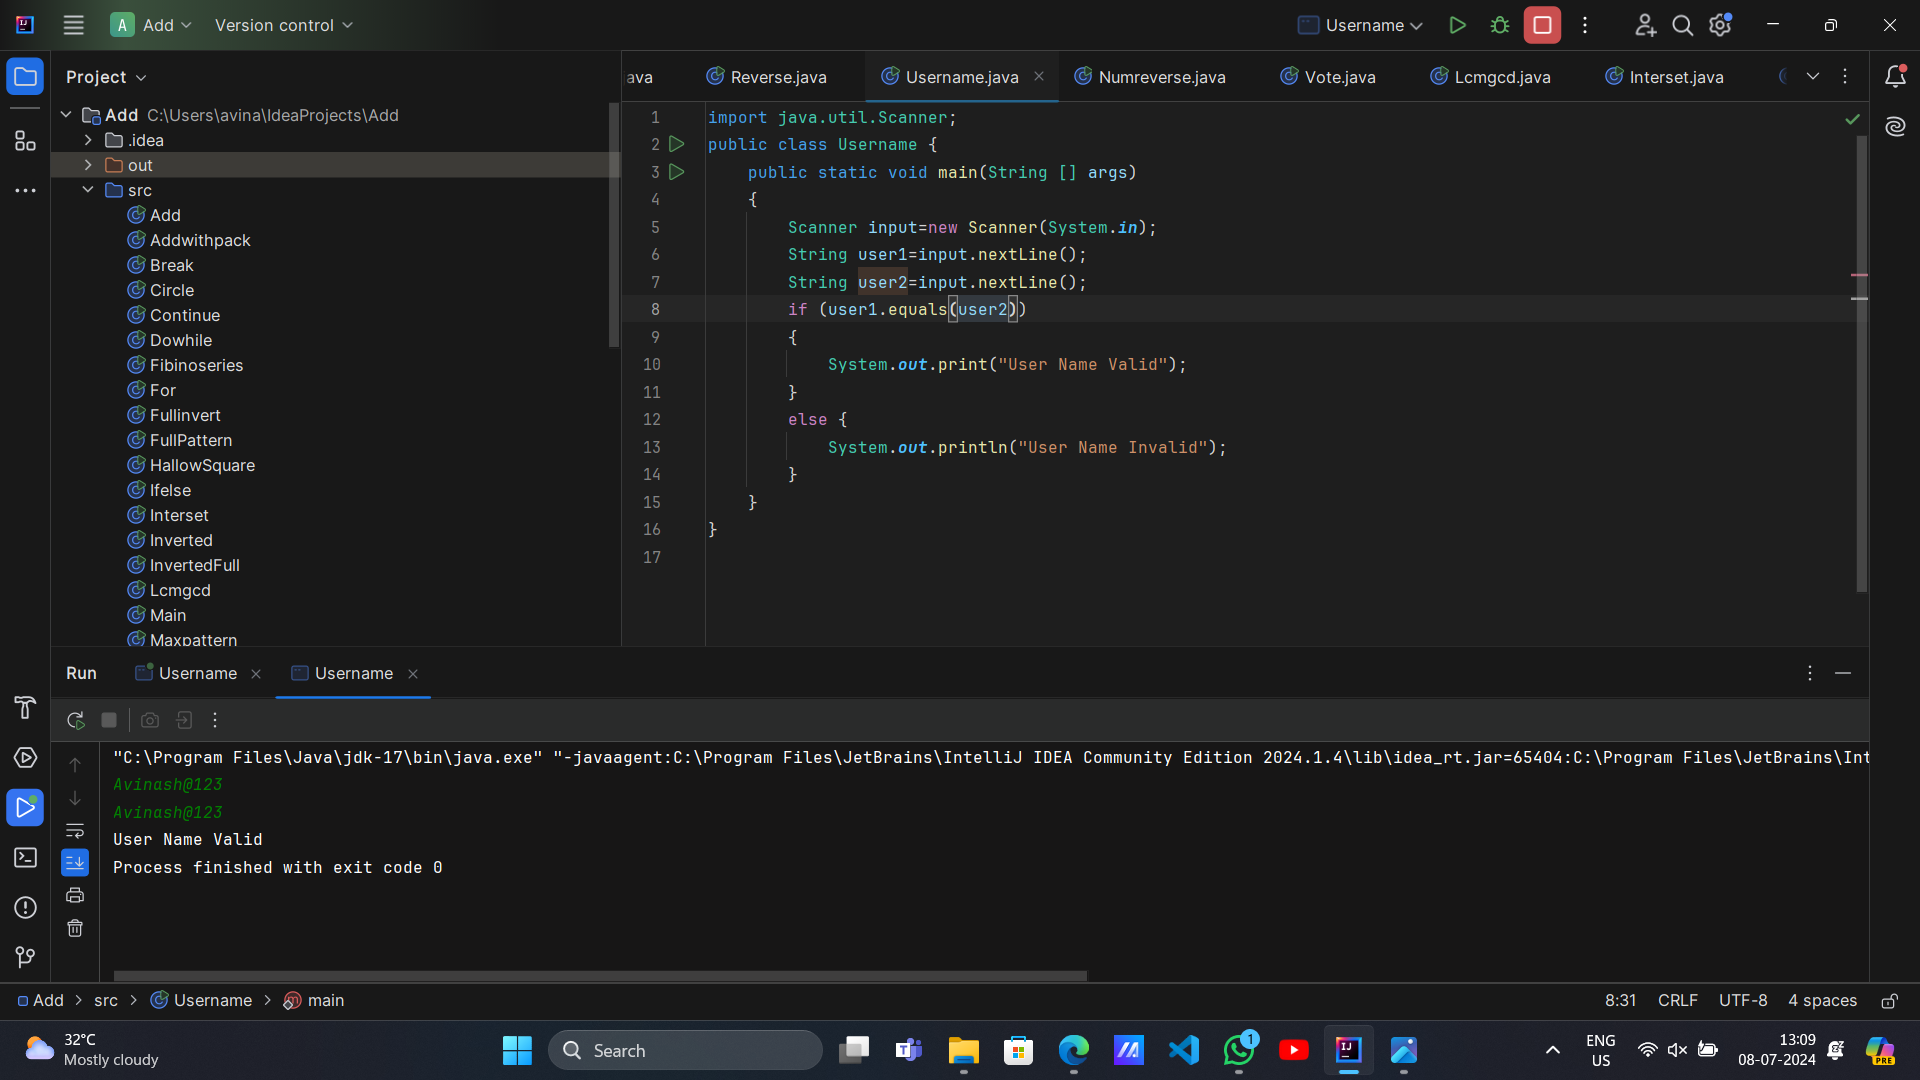 A Add Version control Username
Project
ava Reverse.java Username.java Numreverse.java Vote.java Lcmgcd.java Interset.java
Add C:\Users\avina\IdeaProjects\Add
.idea
out
src
Add
Addwithpack
Break
Circle
Continue
Dowhile
Fibinoseries
For
Fullinvert
FullPattern
HallowSquare
Ifelse
Interset
Inverted
InvertedFull
Lcmgcd
Main
Maxpattern
1 import java.util.Scanner;
2 public class Username {
3 public static void main(String [] args)
4 {
5 Scanner input=new Scanner(System.in);
6 String user1=input.nextLine();
7 String user2=input.nextLine();
8 if (user1.equals(user2))
9 {
10 System.out.print("User Name Valid");
11 }
12 else {
13 System.out.println("User Name Invalid");
14 }
15 }
16 }
17
Run Username Username
"C:\Program Files\Java\jdk-17\bin\java.exe" "-javaagent:C:\Program Files\JetBrains\IntelliJ IDEA Community Edition 2024.1.4\lib\idea_rt.jar=65404:C:\Program Files\JetBrains\Int
Avinash@123
Avinash@123
User Name Valid
Process finished with exit code 0
Add > src > Username > main 8:31 CRLF UTF-8 4 spaces
32°C
Mostly cloudy
Search
1
ENG
US
13:09
08-07-2024
PRE